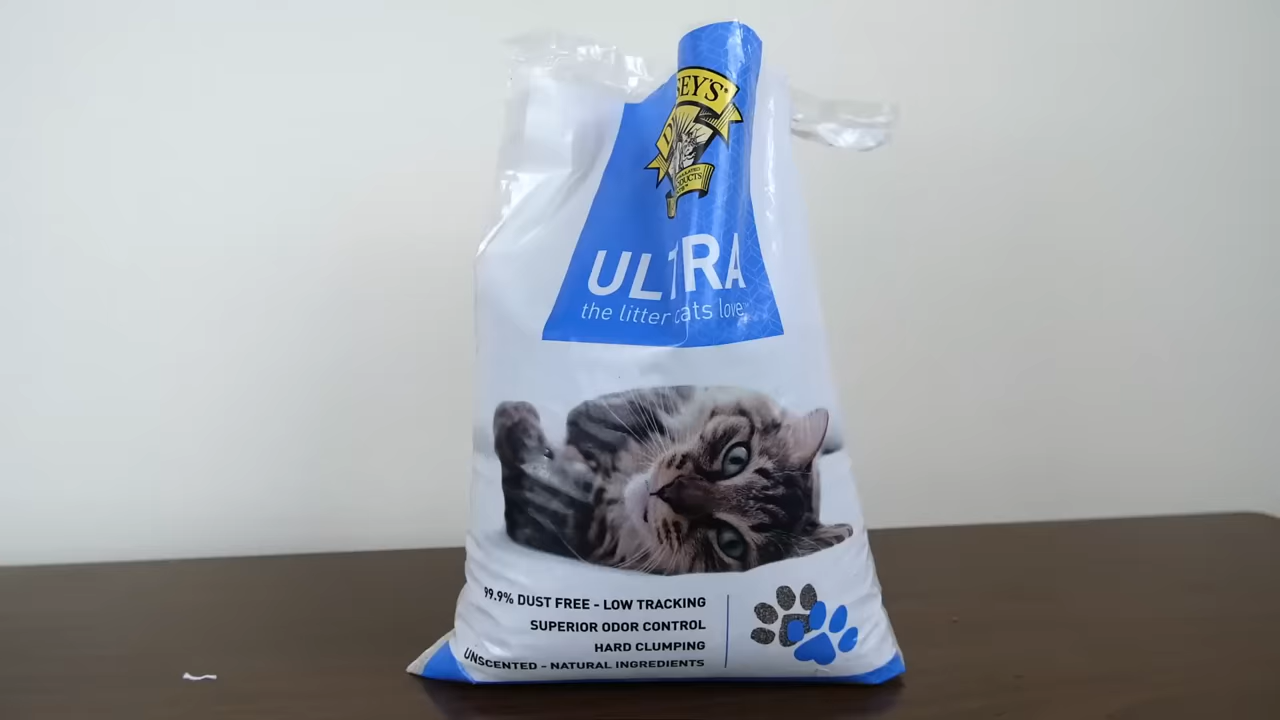 SEY'S
ULTRA
the litter cats love
99.9% DUST FREE - LOW TRACKING
SUPERIOR ODOR CONTROL
HARD CLUMPING
UNSCENTED - NATURAL INGREDIENTS